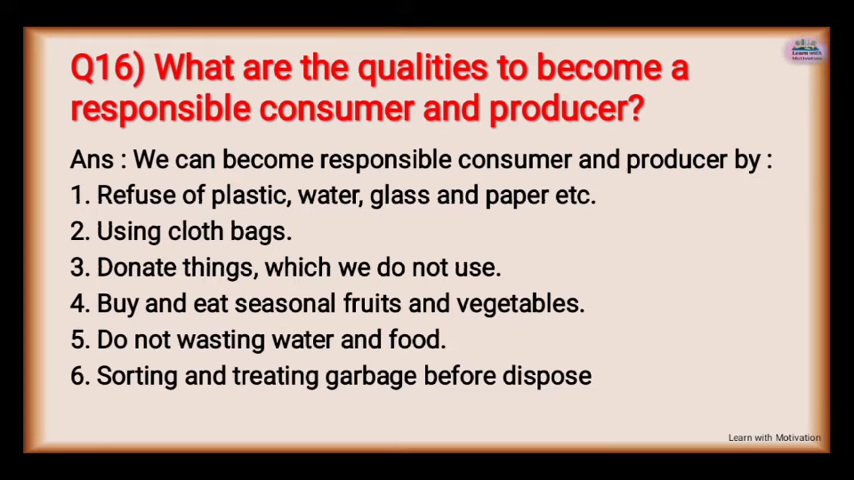 Learn with
Motivation
Q16) What are the qualities to become a
responsible consumer and producer?
Ans : We can become responsible consumer and producer by :
1. Refuse of plastic, water, glass and paper etc.
2. Using cloth bags.
3. Donate things, which we do not use.
4. Buy and eat seasonal fruits and vegetables.
5. Do not wasting water and food.
6. Sorting and treating garbage before dispose
Learn with Motivation